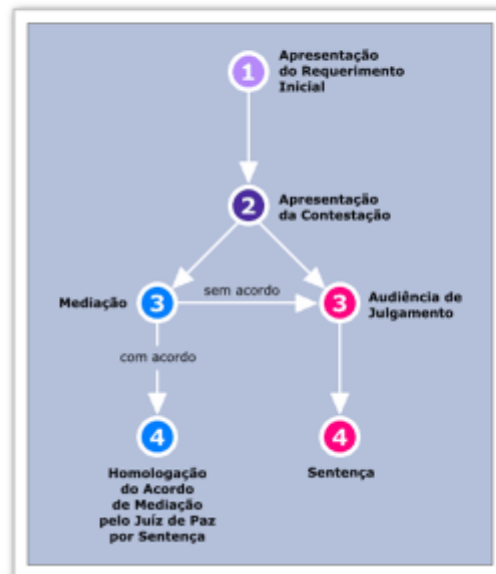 1
Apresentação
do Requerimento
Inicial
2
Apresentação
da Contestação
Mediação
3
sem acordo
3
Audiência de
Julgamento
com acordo
4
4
Homologação
do Acordo
de Mediação
pelo Juíz de Paz
por Sentença
Sentença